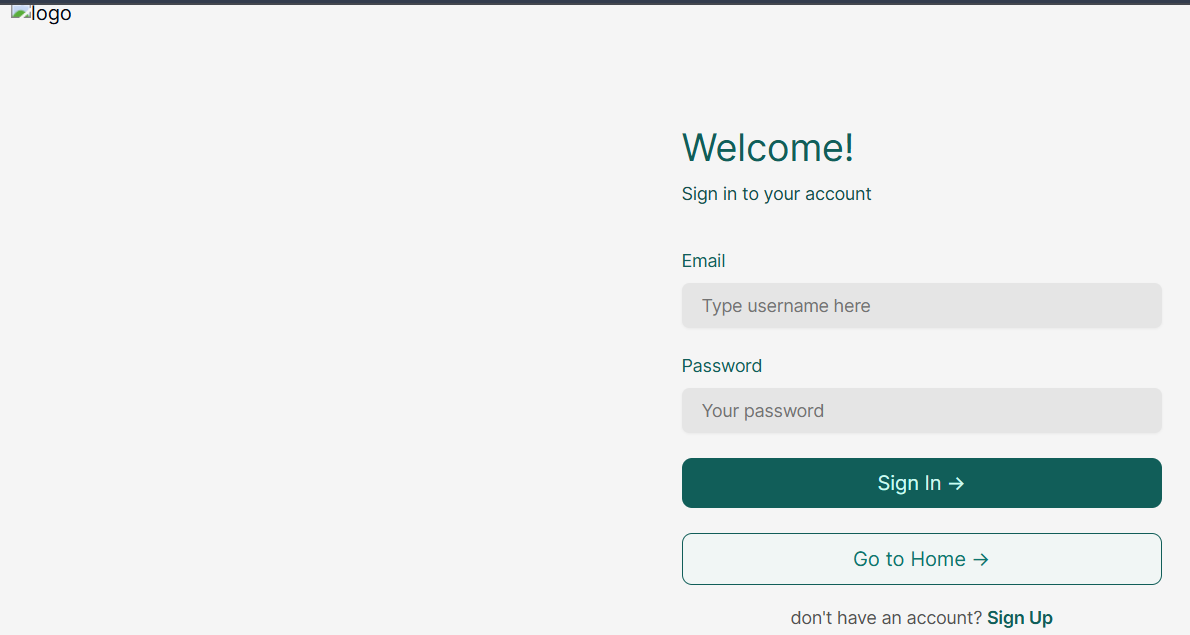 logo
Welcome!
Sign in to your account
Email
Type username here
Password
Your password
Sign In →
Go to Home →
don't have an account? Sign Up